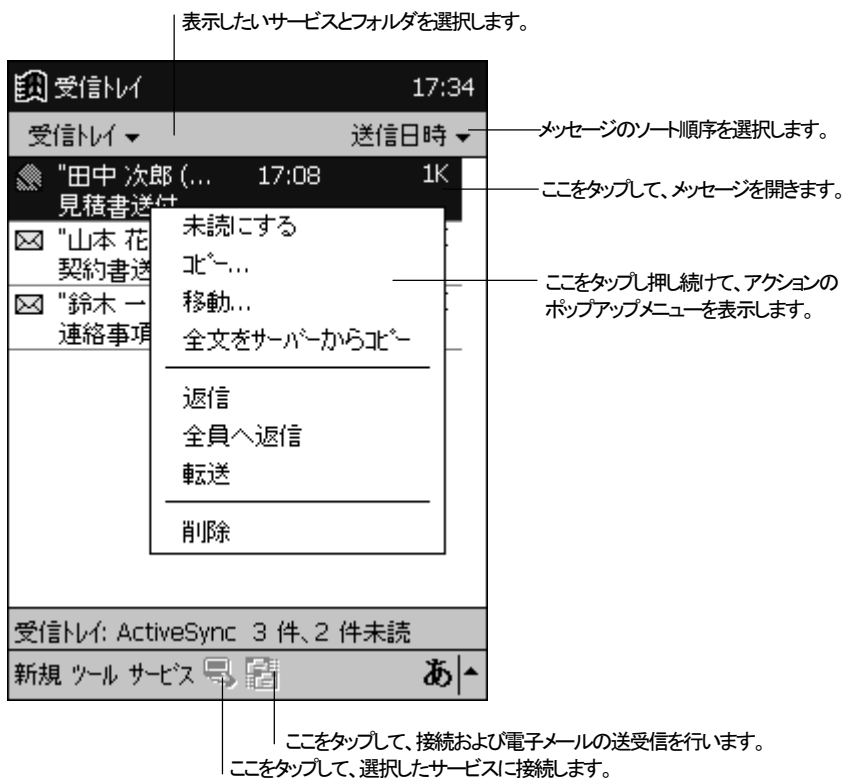 表示したいサービスとフォルダを選択します。
受信トレイ 17:34
受信トレイ 送信日時
メッセージのソート順序を選択します。
"田中 次郎 (... 17:08 1K
見積書送付
ここをタップして、メッセージを開きます。
"山本 花
契約書送
"鈴木 一
連絡事項
未読にする
コピー...
移動...
全文をサーバーからコピー
返信
全員へ返信
転送
削除
ここをタップし押し続けて、アクションの
ポップアップメニューを表示します。
受信トレイ: ActiveSync 3 件、2 件未読
新規 ツール サービス あ
ここをタップして、接続および電子メールの送受信を行います。
ここをタップして、選択したサービスに接続します。